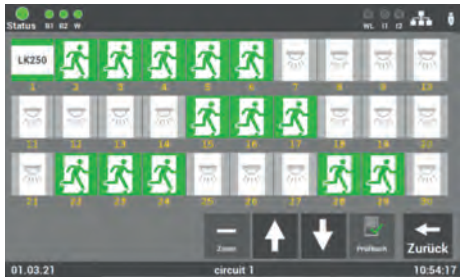 Status B1 B2 W WL I1 I2
LK250
1 2 3 4 5 6 7 8 9 10
11 12 13 14 15 16 17 18 19 20
21 22 23 24 25 26 27 28 29 30
Zoom Prüfbuch Zurück
01.03.21 circuit 1 10:54:17